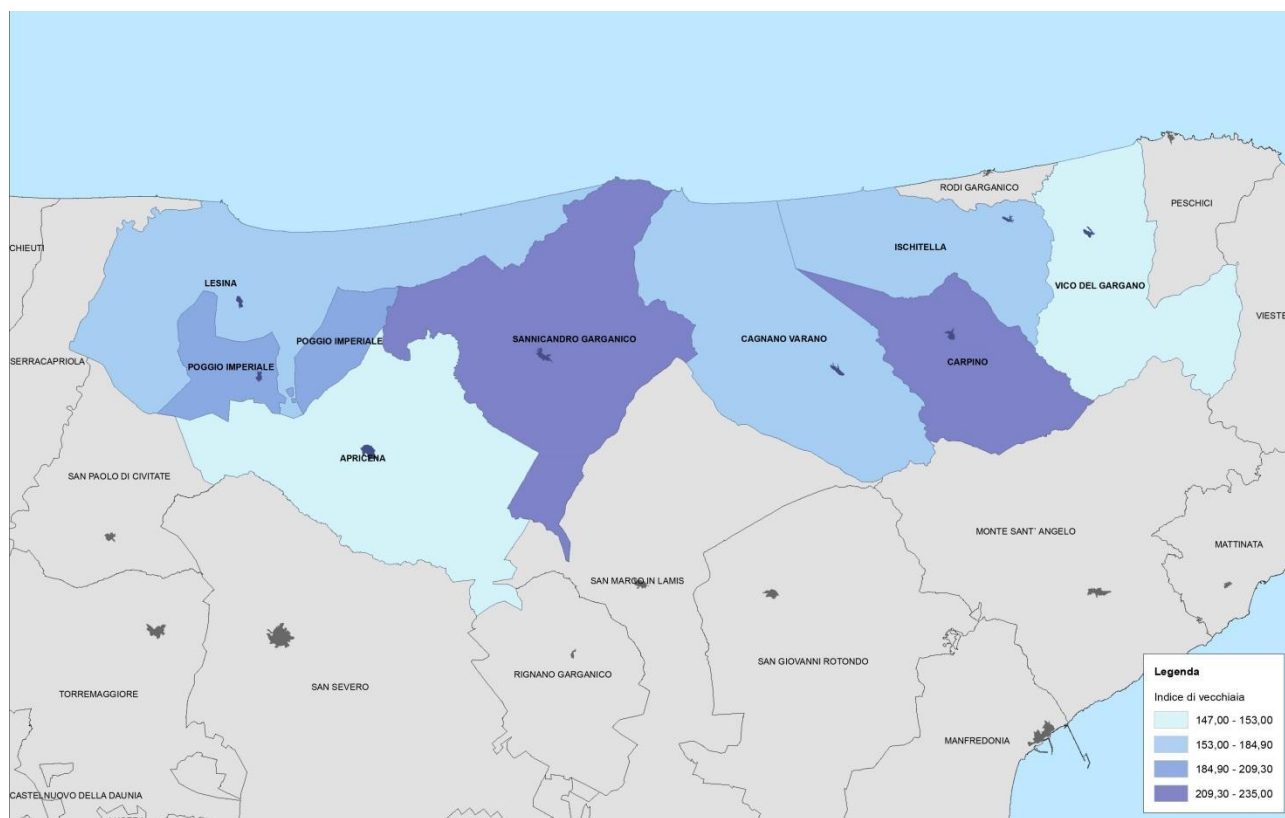 RODI GARGANICO
PESCHICI
CHIEUTI
ISCHITELLA
LESINA
VICO DEL GARGANO
VIESTE
POGGIO IMPERIALE
SANNICANDRO GARGANICO
CAGNANO VARANO
SERRACAPRIOLA
POGGIO IMPERIALE
CARPINO
APRICENA
SAN PAOLO DI CIVITATE
MONTE SANT' ANGELO
MATTINATA
SAN MARCO IN LAMIS
SAN GIOVANNI ROTONDO
RIGNANO GARGANICO
TORREMAGGIORE
SAN SEVERO
MANFREDONIA
CASTELNUOVO DELLA DAUNIA
Legenda
Indice di vecchiaia
147,00 - 153,00
153,00 - 184,90
184,90 - 209,30
209,30 - 235,00